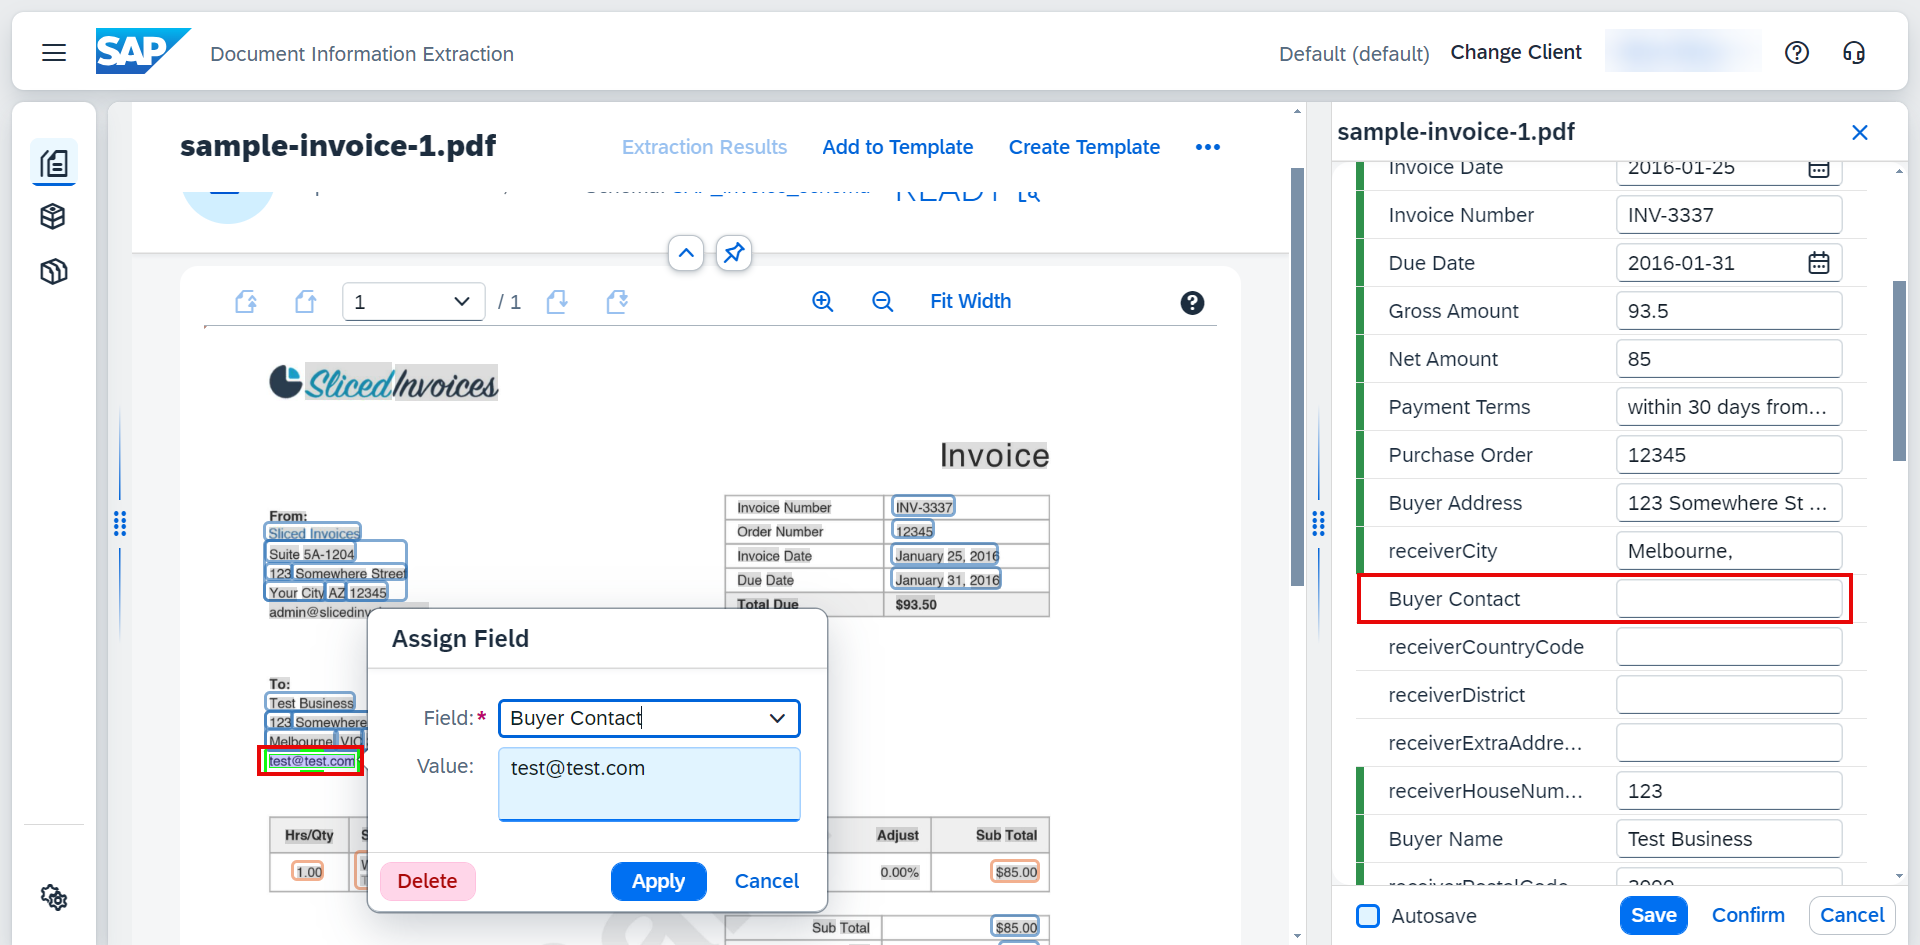 SAP
Document Information Extraction
Default (default)
Change Client
sample-invoice-1.pdf
Extraction Results
Add to Template
Create Template
1
/ 1
Fit Width
Sliced Invoices
Invoice
Invoice Number INV-3337
Order Number 12345
Invoice Date January 25, 2016
Due Date January 31, 2016
Total Due $93.50
From:
Sliced Invoices
Suite 5A-1204
123 Somewhere Street
Your City AZ 12345
admin@slicedinv
To:
Test Business
123 Somewhere
Melbourne, VIC
test@test.com
Assign Field
Field:* Buyer Contact
Value: test@test.com
Delete
Apply
Cancel
Hrs/Qty
Adjust
Sub Total
1.00
0.00%
$85.00
Sub Total
$85.00
sample-invoice-1.pdf
Invoice Date 2016-01-25
Invoice Number INV-3337
Due Date 2016-01-31
Gross Amount 93.5
Net Amount 85
Payment Terms within 30 days from...
Purchase Order 12345
Buyer Address 123 Somewhere St ...
receiverCity Melbourne,
Buyer Contact
receiverCountryCode
receiverDistrict
receiverExtraAddre...
receiverHouseNum... 123
Buyer Name Test Business
Autosave
Save
Confirm
Cancel